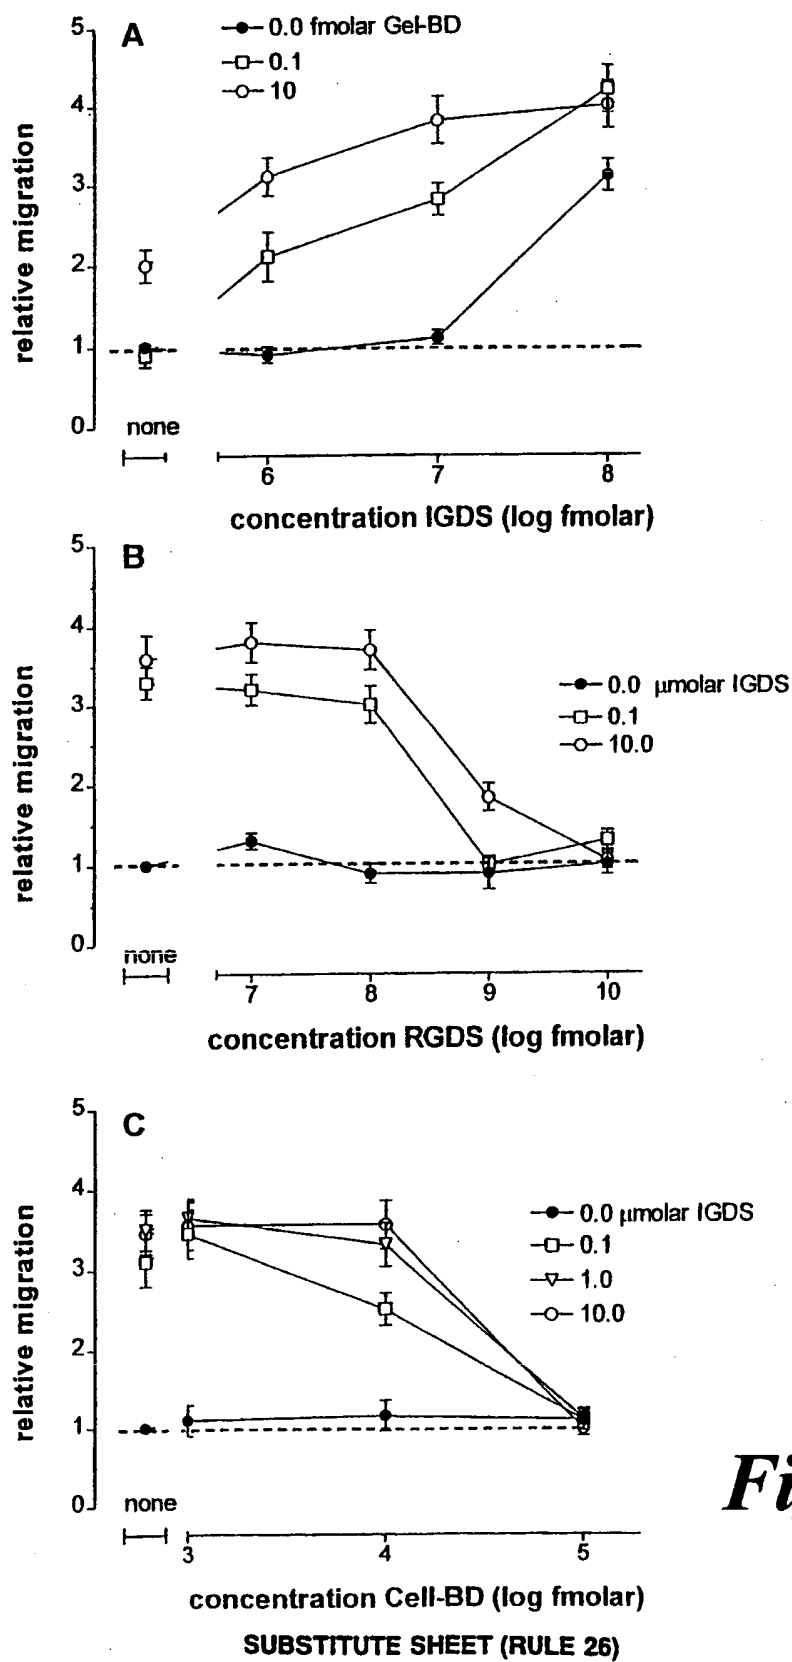 A
0.0 fmolar Gel-BD
0.1
10
5
4
3
2
1
0
relative migration
none
6 7 8
concentration IGDS (log fmolar)
B
5
4
3
2
1
0
relative migration
0.0 µmolar IGDS
0.1
10.0
none
7 8 9 10
concentration RGDS (log fmolar)
C
5
4
3
2
1
0
relative migration
0.0 µmolar IGDS
0.1
1.0
10.0
none
3 4 5
concentration Cell-BD (log fmolar)
SUBSTITUTE SHEET (RULE 26)